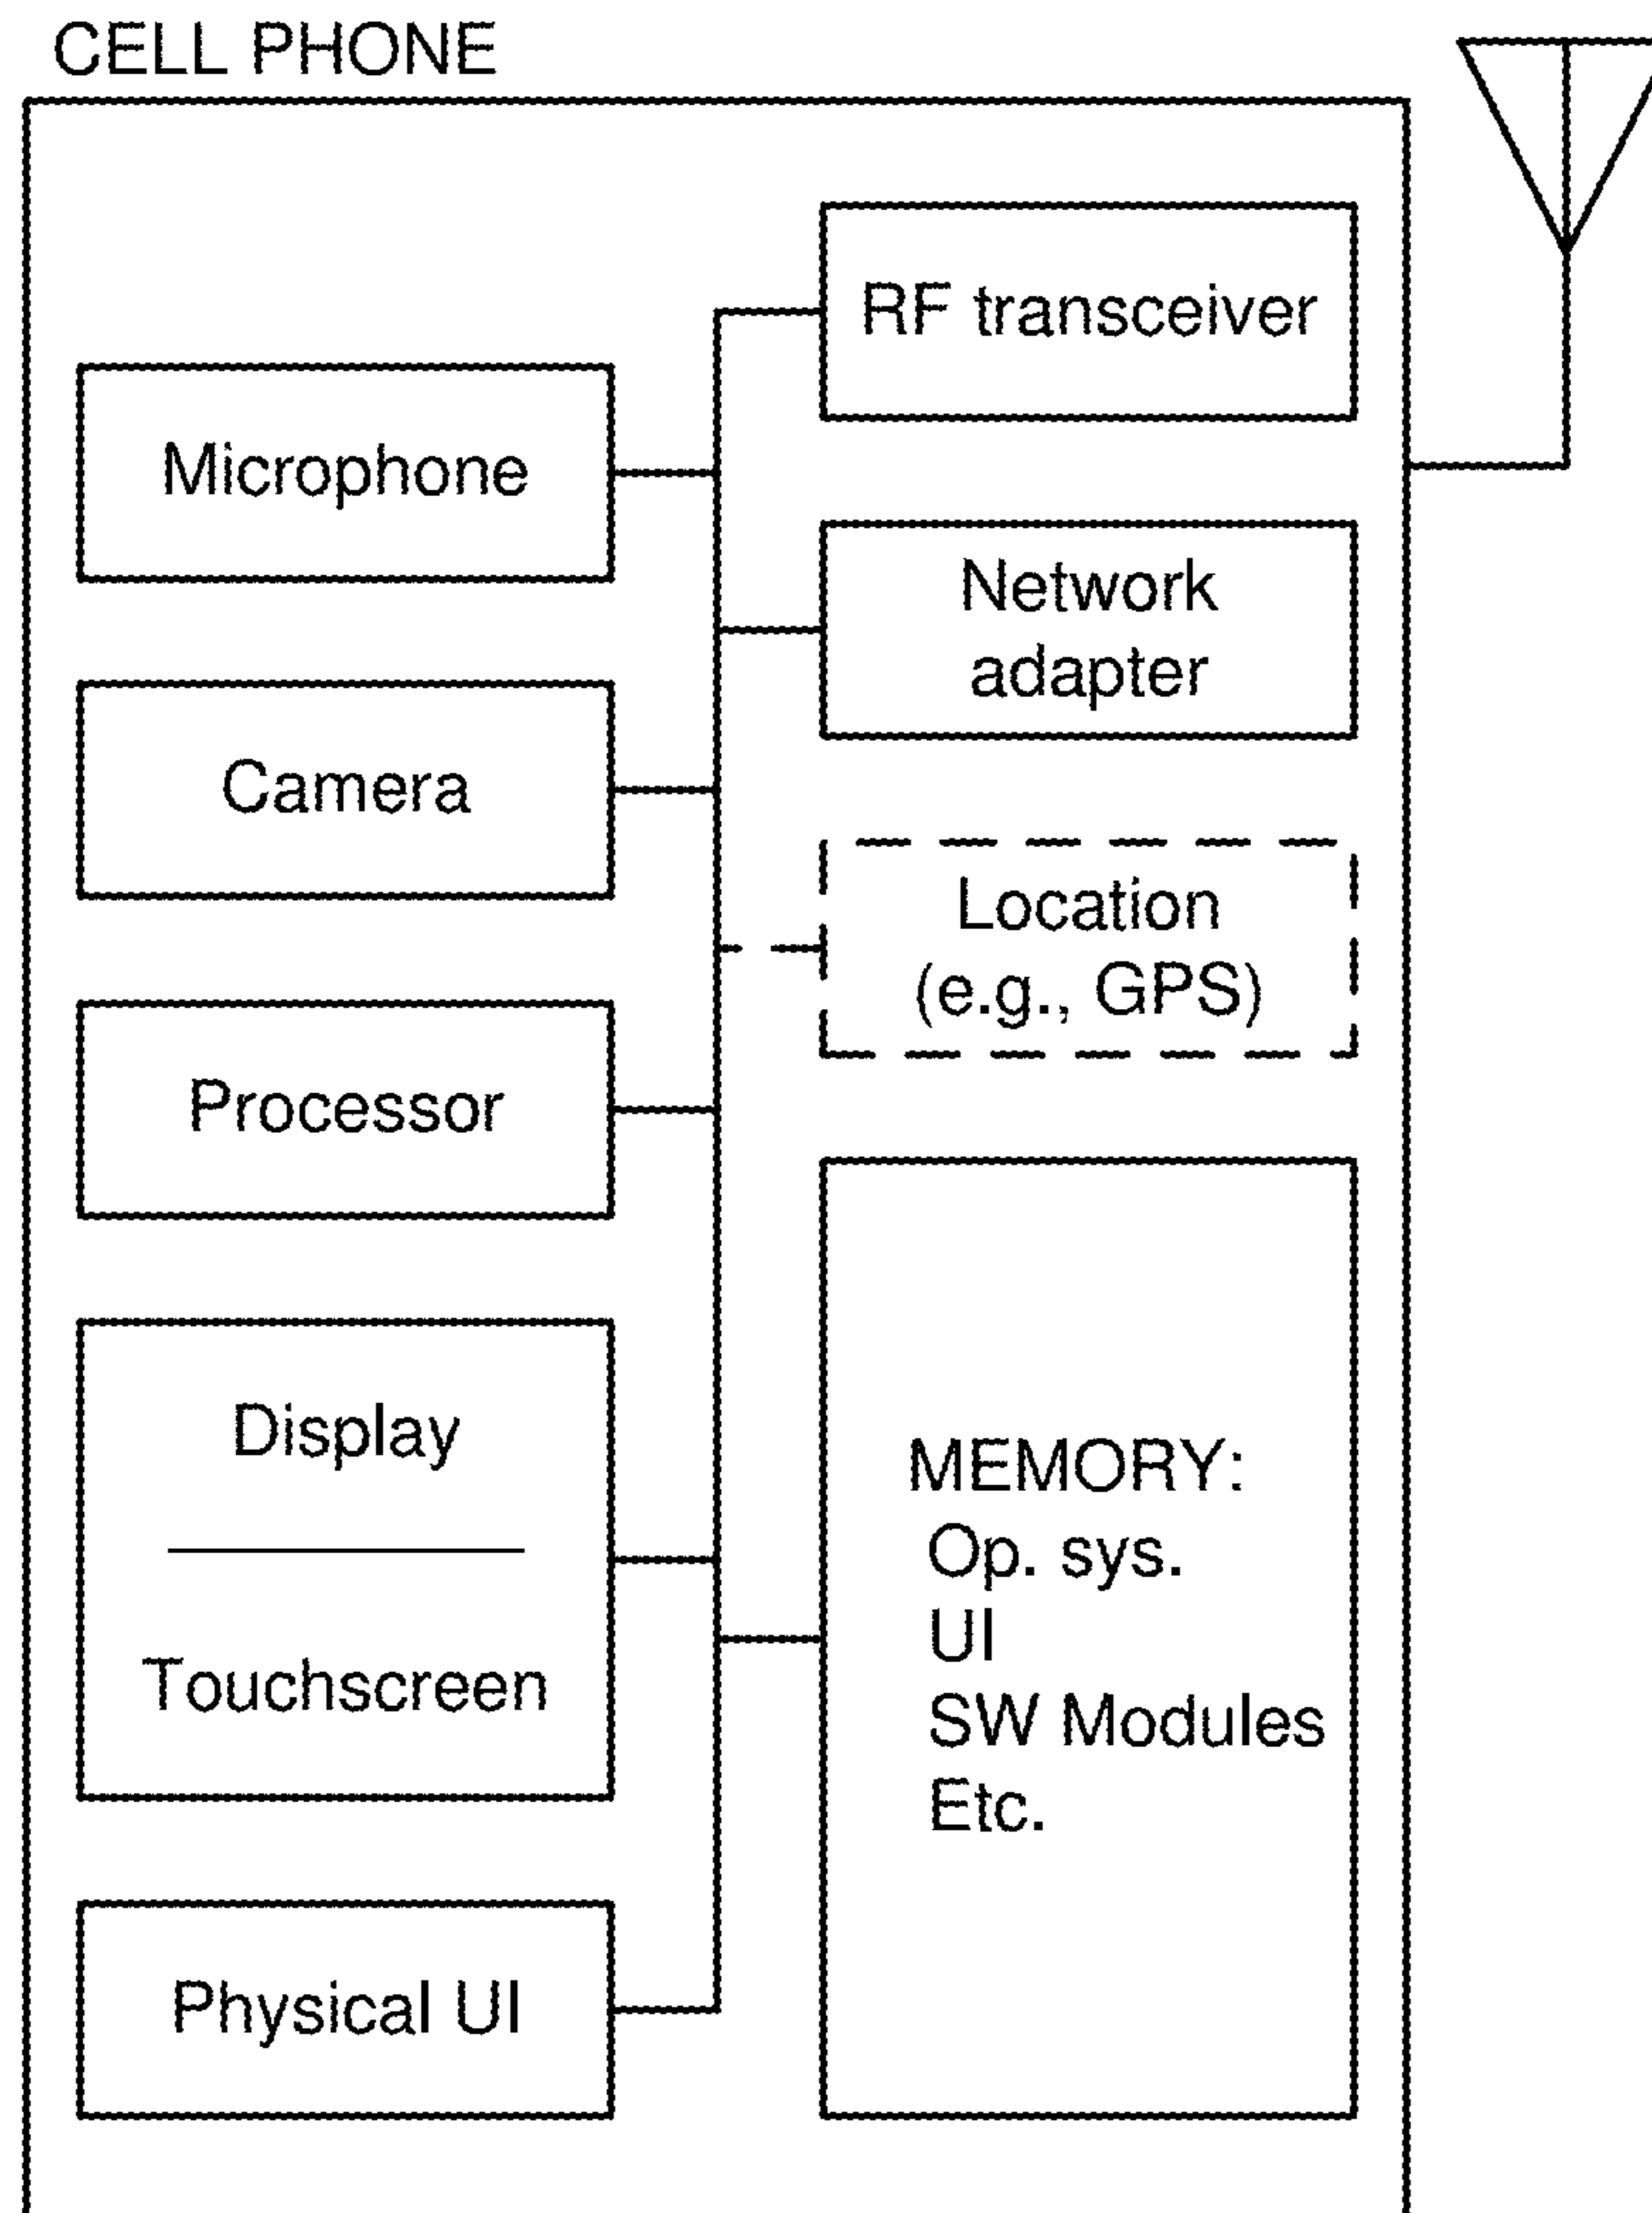 CELL PHONE
RF transceiver
Microphone
Network
adapter
Camera
Location
(e.g., GPS)
Processor
Display
Touchscreen
MEMORY:
Op. sys.
UI
SW Modules
Etc.
Physical UI